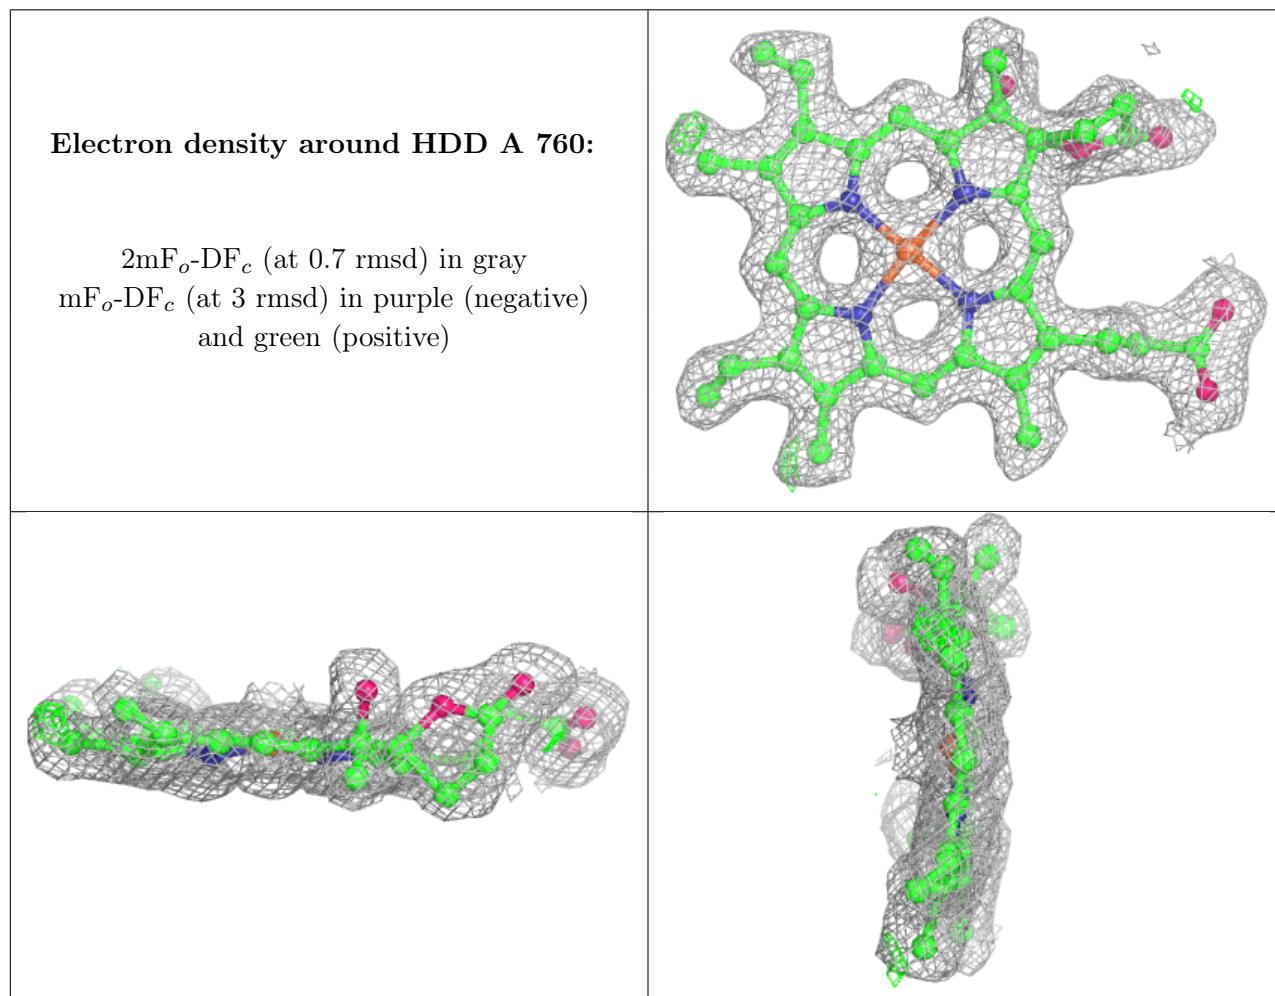 Electron density around HDD A 760:
2mFo-DFc (at 0.7 rmsd) in gray
mFo-DFc (at 3 rmsd) in purple (negative)
and green (positive)